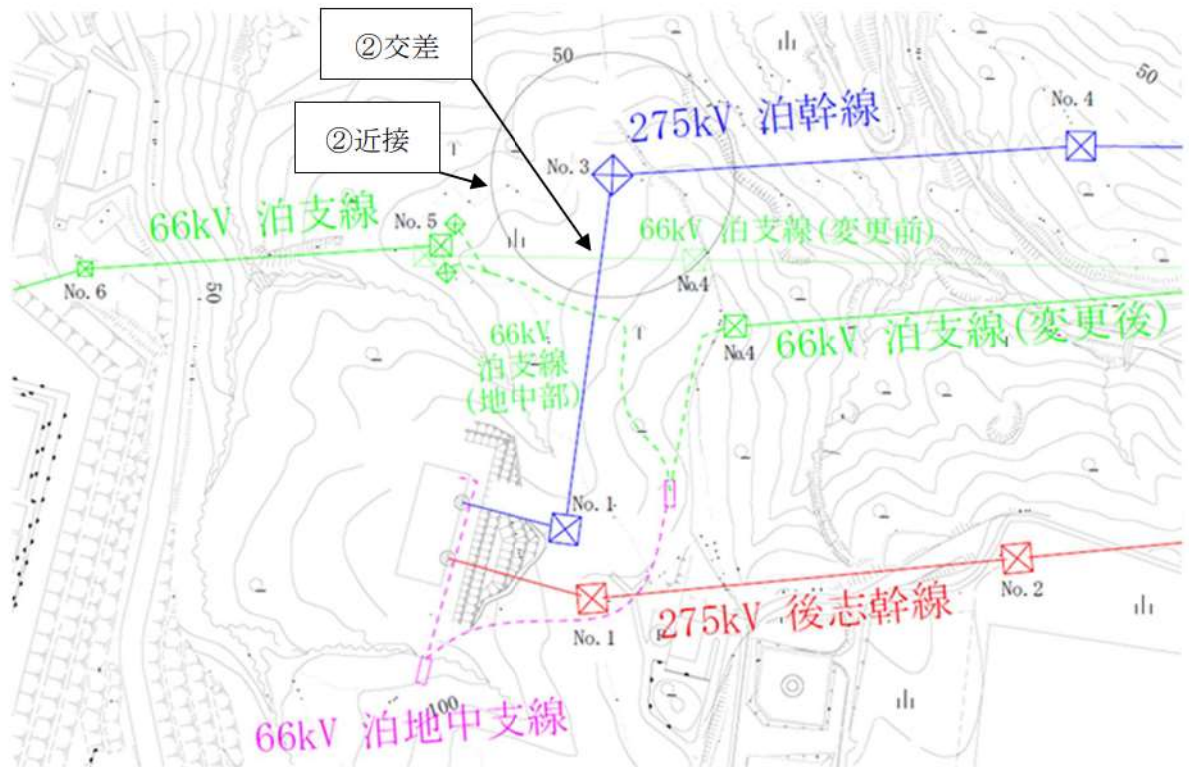 ②交差
50
50
②近接
275kV 泊幹線
No. 4
No. 3
66kV 泊支線
No. 5
66kV 泊支線(変更前)
No. 6
50
No.4
66kV
泊支線
(地中部)
No.4
66kV 泊支線(変更後)
No. 1
No. 2
No. 1
275kV 後志幹線
100
66kV 泊地中支線